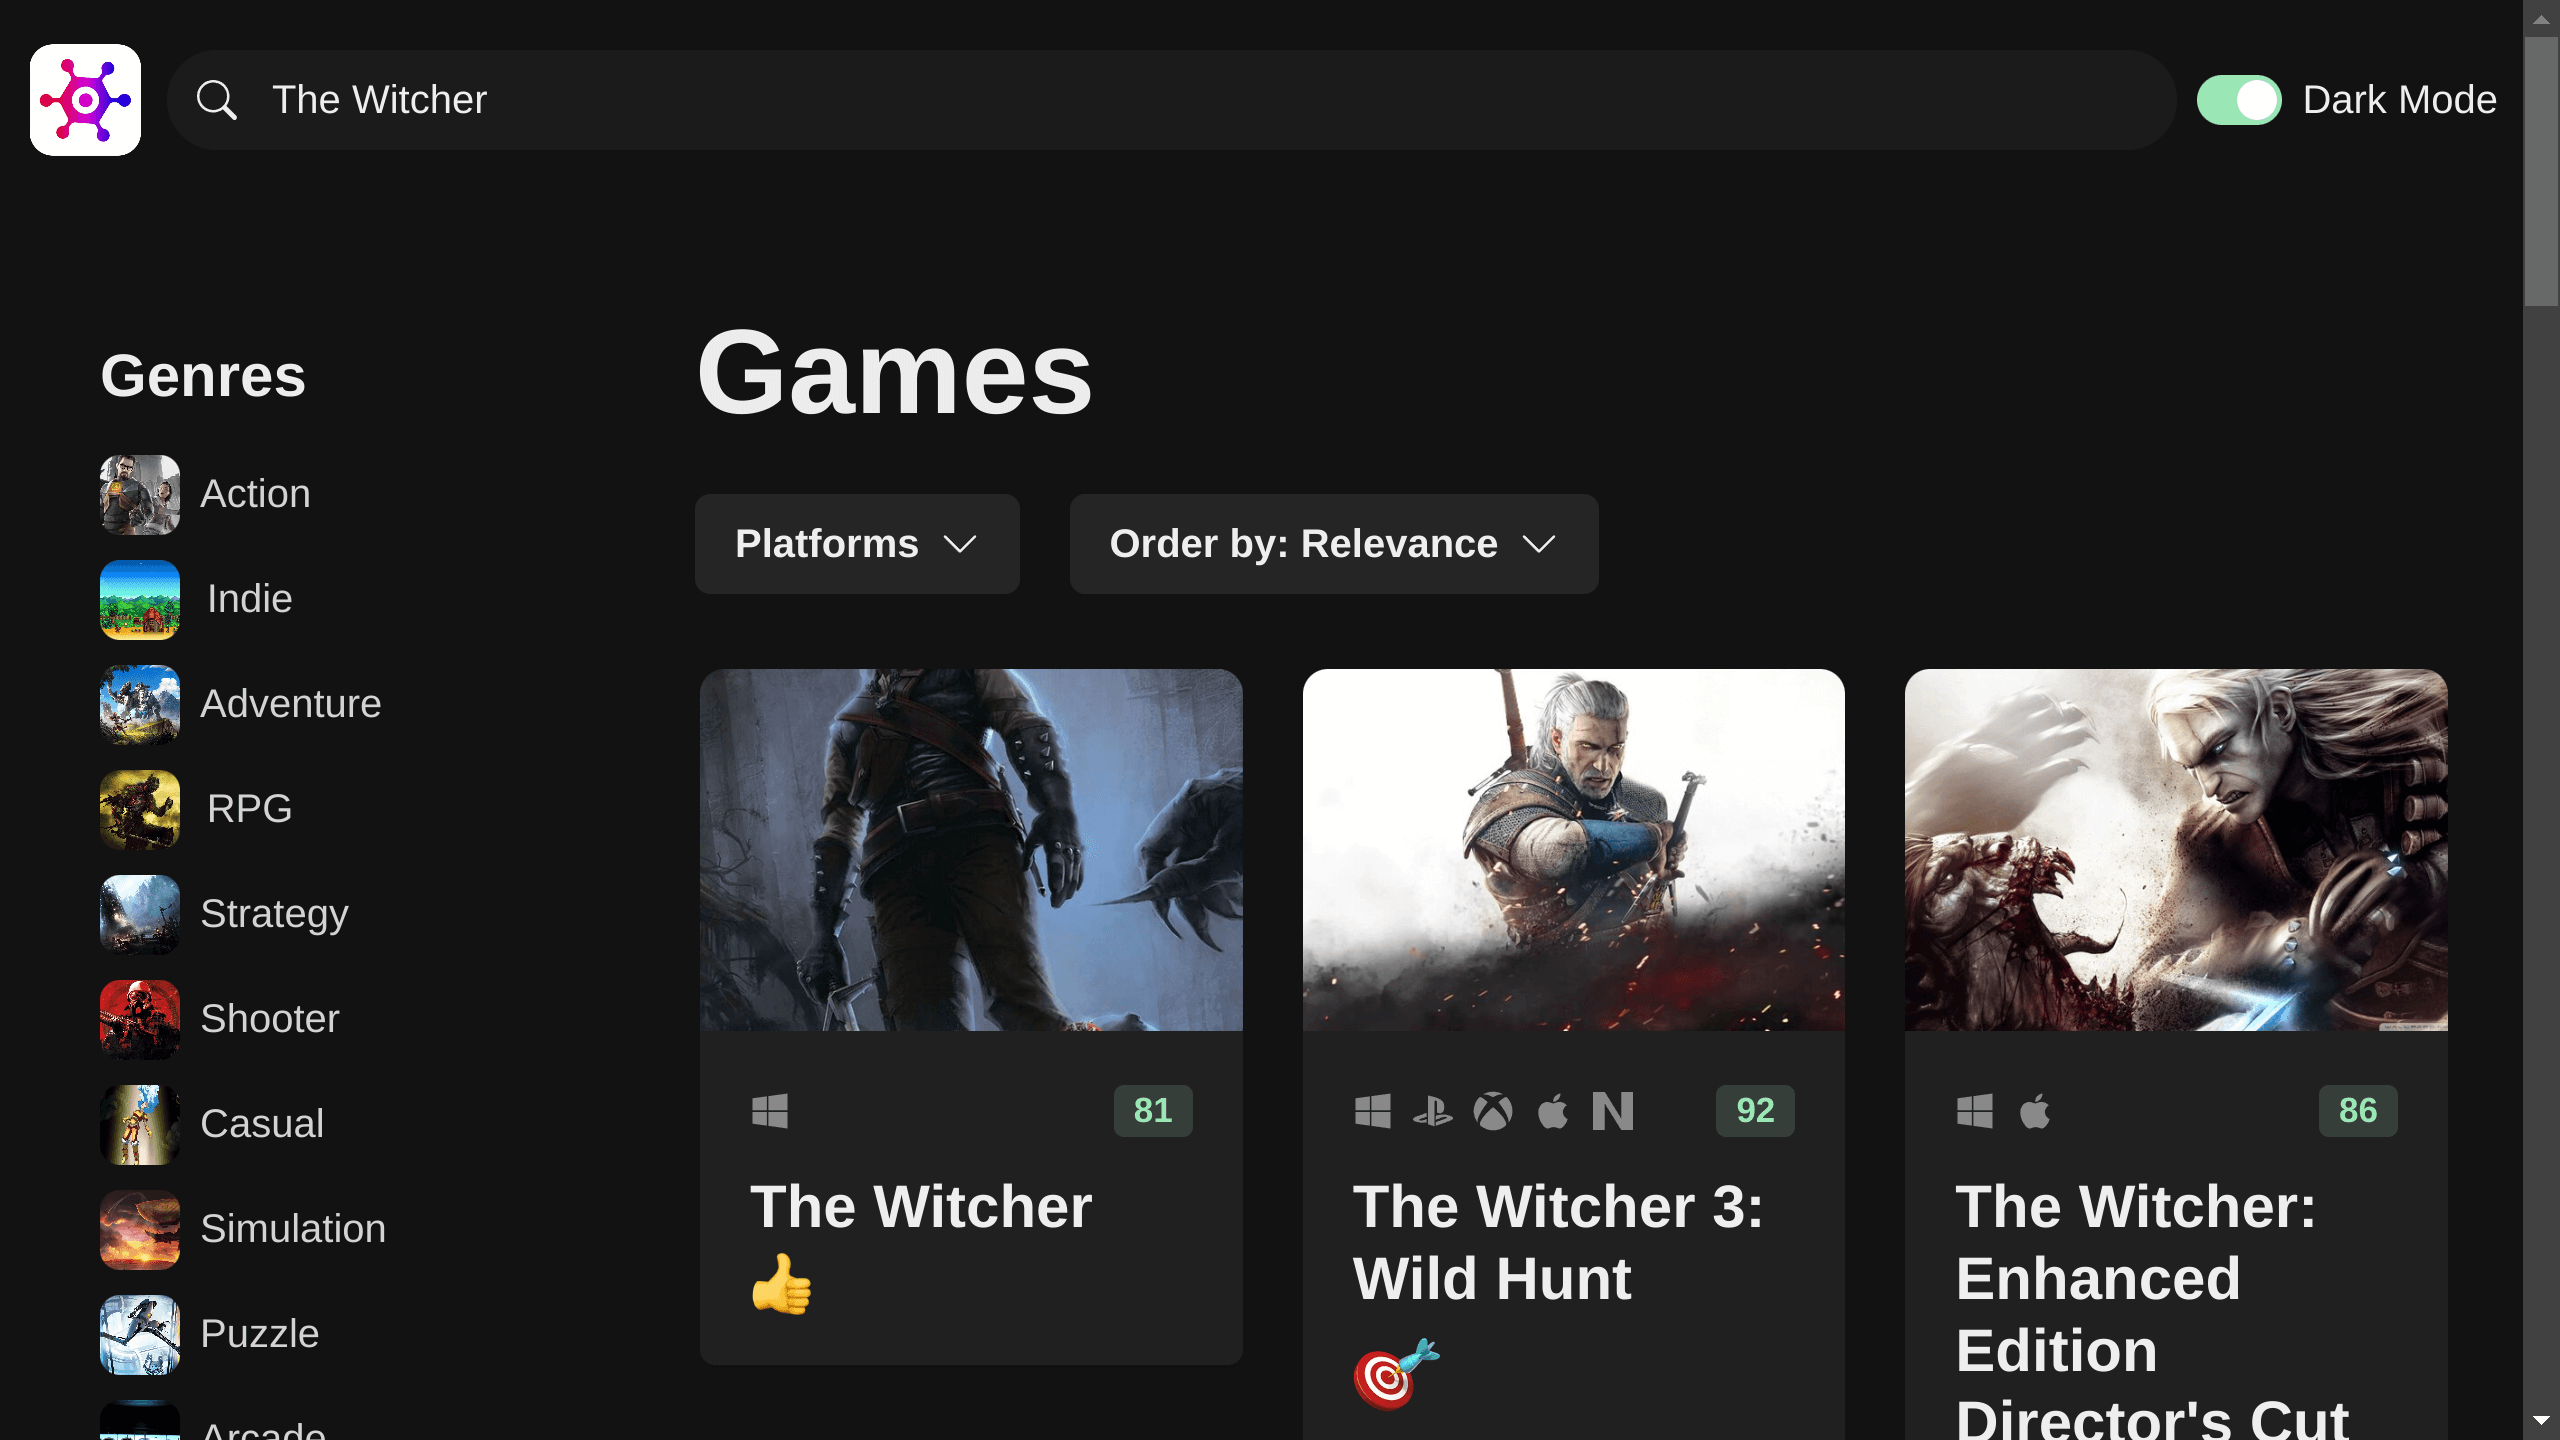 The Witcher
Dark Mode
Genres
Action
Indie
Adventure
RPG
Strategy
Shooter
Casual
Simulation
Puzzle
Arcade
Games
Platforms
Order by: Relevance
81
The Witcher
92
The Witcher 3:
Wild Hunt
86
The Witcher:
Enhanced
Edition
Director's Cut